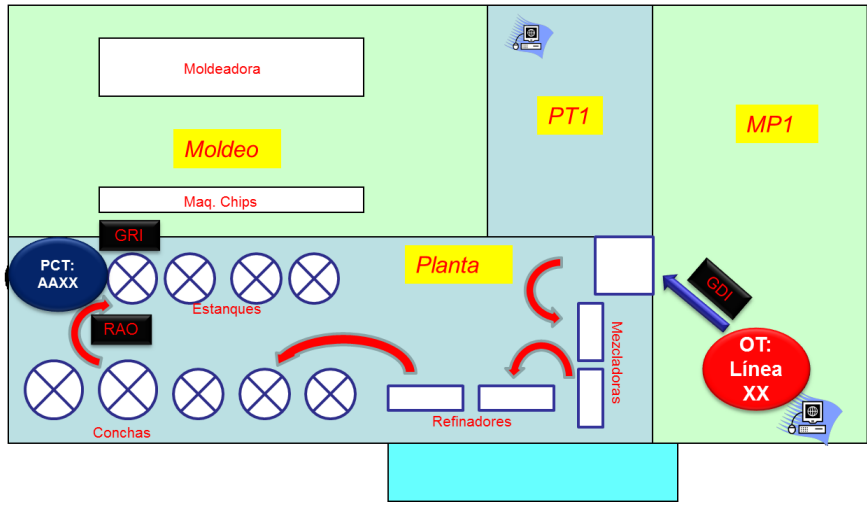 Moldeadora
PT1
MP1
Moldeo
Maq. Chips
GRI
PCT:
AAXX
Planta
GDI
Estanques
RAO
Mezcladoras
OT:
Línea
XX
Refinadores
Conchas